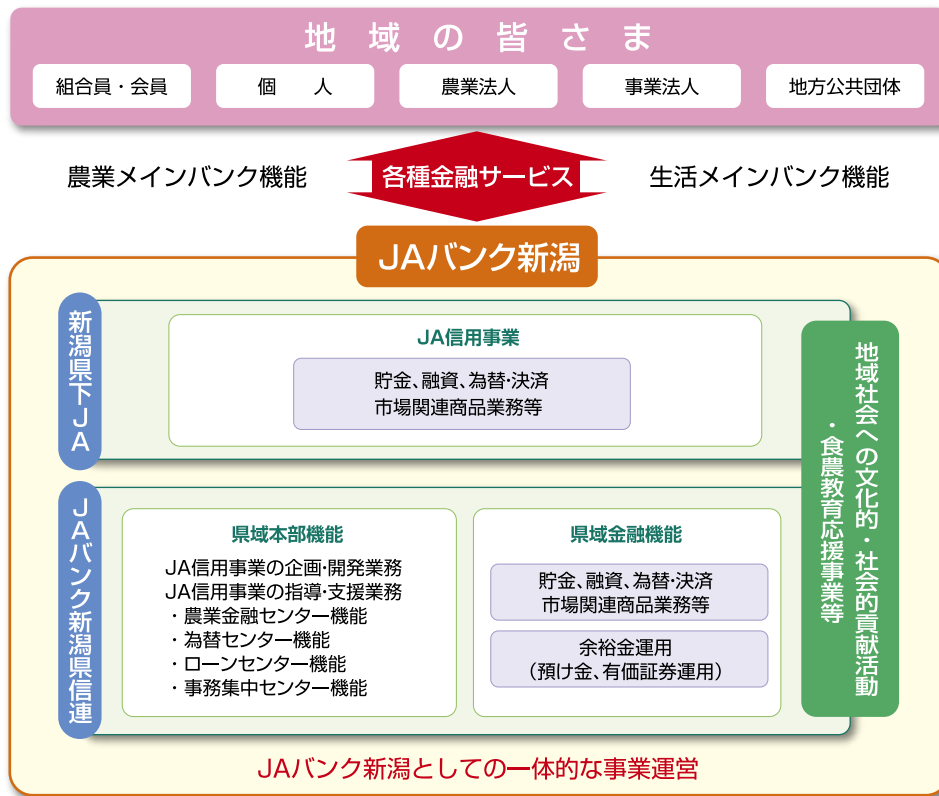 地域の皆さま
組合員・会員
個　人
農業法人
事業法人
地方公共団体
農業メインバンク機能
各種金融サービス
生活メインバンク機能
JAバンク新潟
新潟県下JA
JA信用事業
貯金、融資、為替・決済
市場関連商品業務等
地域社会への文化的・社会的貢献活動
・食農教育応援事業等
JAバンク新潟県信連
県域本部機能
JA信用事業の企画・開発業務
JA信用事業の指導・支援業務
・農業金融センター機能
・為替センター機能
・ローンセンター機能
・事務集中センター機能
県域金融機能
貯金、融資、為替・決済
市場関連商品業務等
余裕金運用
（預け金、有価証券運用）
JAバンク新潟としての一体的な事業運営